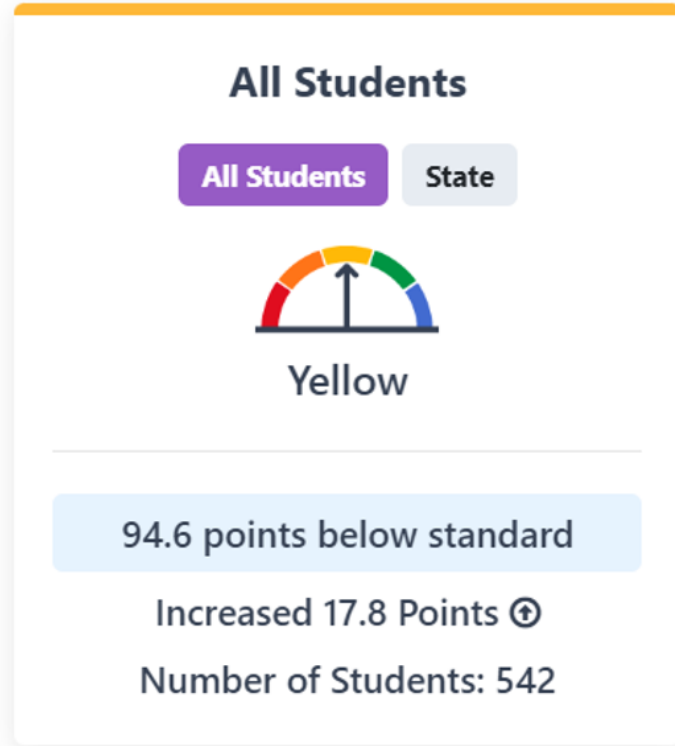 All Students
All Students State
Yellow
94.6 points below standard
Increased 17.8 Points
Number of Students: 542